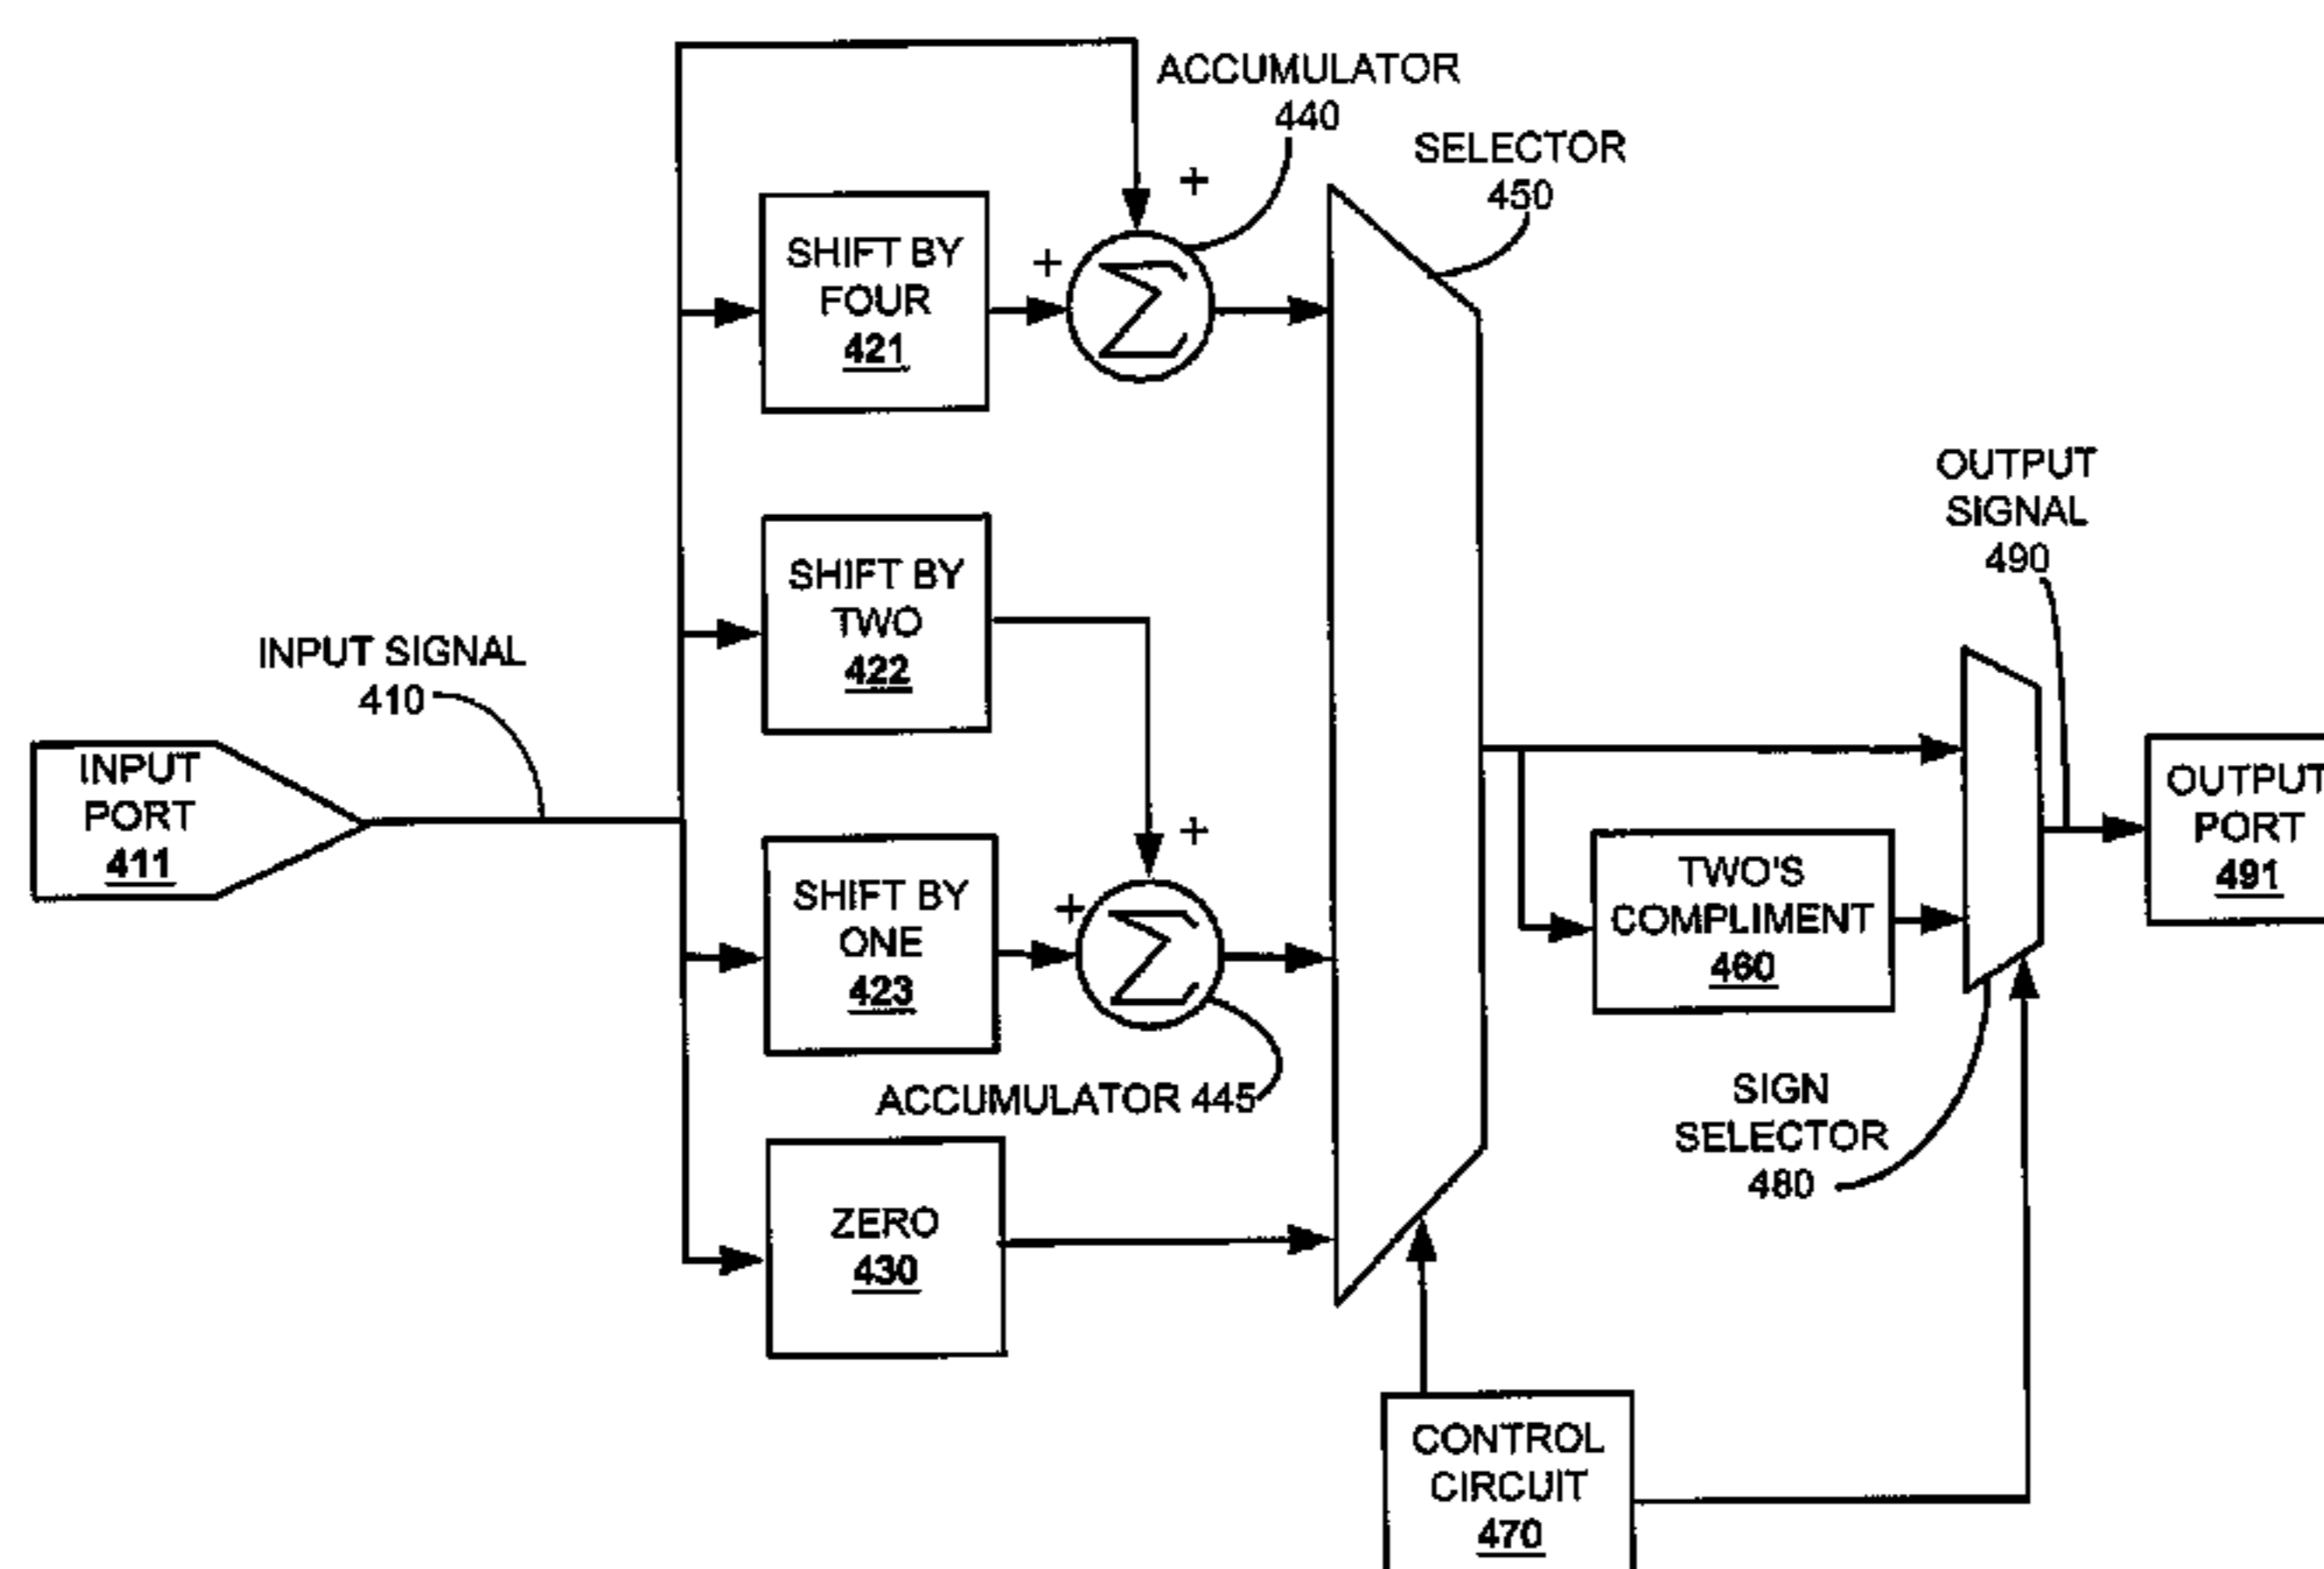 ACCUMULATOR
440
SELECTOR
450
+
+
SHIFT BY
FOUR
421
Σ
OUTPUT
SIGNAL
490
SHIFT BY
TWO
422
INPUT SIGNAL
410
INPUT
PORT
411
OUTPUT
PORT
491
+
+
SHIFT BY
ONE
423
Σ
TWO'S
COMPLIMENT
460
ACCUMULATOR 445
SIGN
SELECTOR
480
ZERO
430
CONTROL
CIRCUIT
470